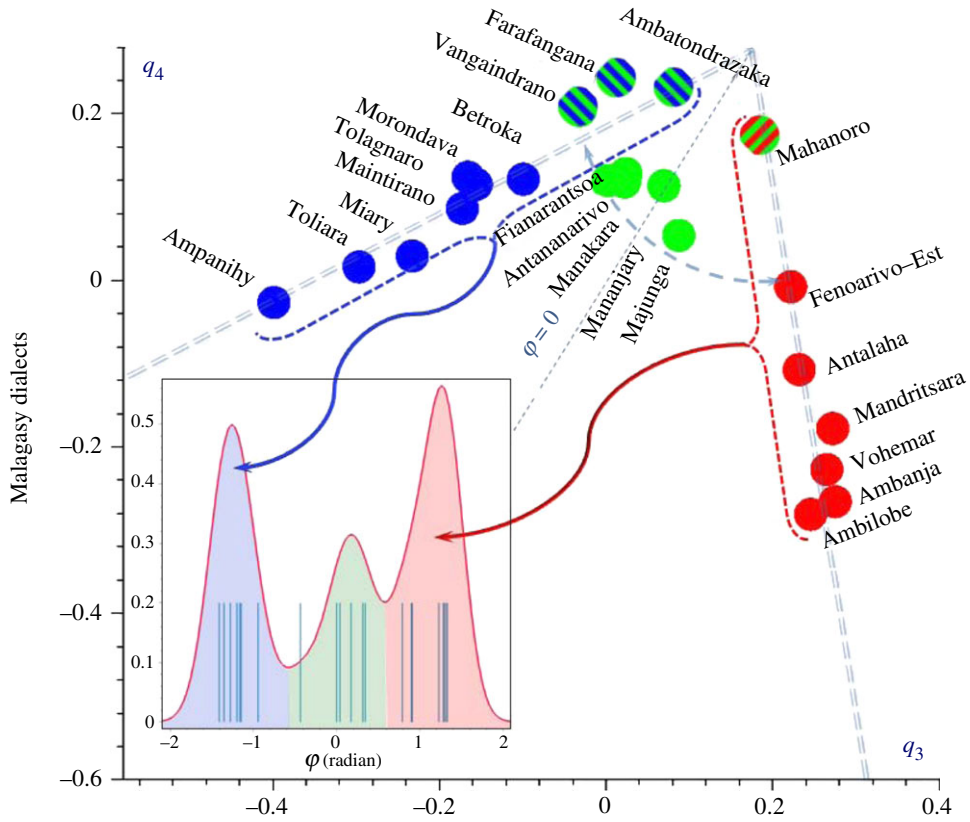 Farafangana
Ambatondrazaka
Vangaindrano
q4
Betroka
Morondava
Tolagnaro
Maintirano
Miary
Toliara
Ampanihy
Mahanoro
Fianarantsoa
Antananarivo
Manakara
Mananjary
Majunga
φ = 0
Fenoarivo–Est
Antalaha
Mandritsara
Vohemar
Ambanja
Ambilobe
Malagasy dialects
0.2
0
–0.2
–0.4
–0.6
0.5
0.4
0.3
0.2
0.1
0
–2 –1 0 1 2
φ (radian)
q3
–0.4 –0.2 0 0.2 0.4